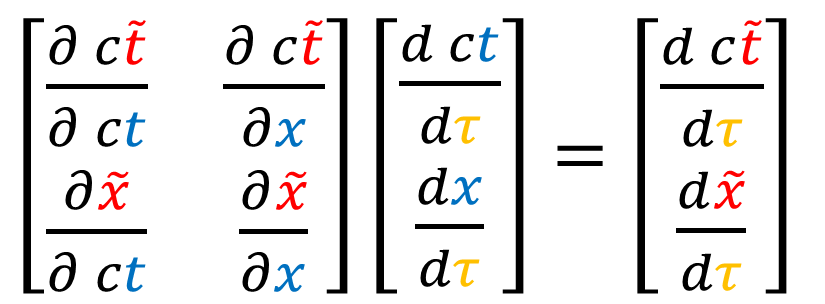 [∂ct̃/∂ct ∂ct̃/∂x] [d ct/dτ] = [d ct̃/dτ]
[∂x̃/∂ct ∂x̃/∂x] [dx/dτ] [dx̃/dτ]